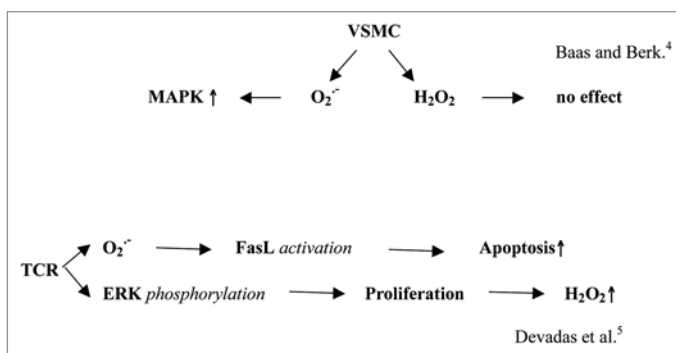 VSMC
Baas and Berk.⁴
MAPK ↑ ← O₂·⁻ H₂O₂ → no effect
O₂·⁻ → FasL activation → Apoptosis↑
TCR
ERK phosphorylation → Proliferation → H₂O₂↑
Devadas et al.⁵